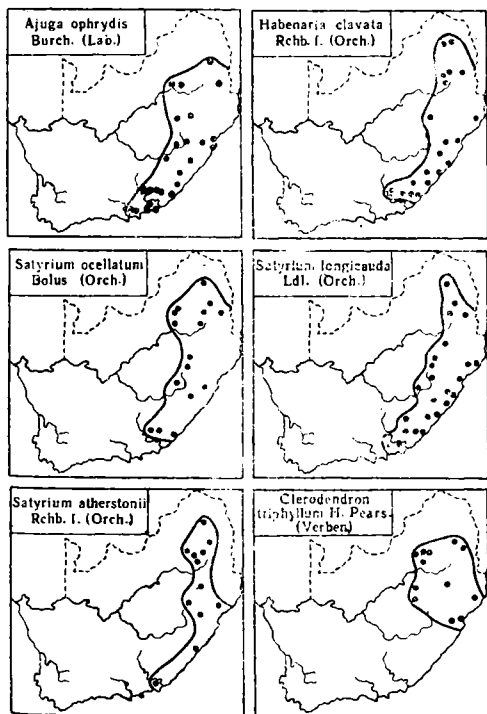 Ajuga ophrydis
Burch. (Lab.)
Habenaria clavata
Rchb. f. (Orch.)
Satyrium ocellatum
Bolus (Orch.)
Satyrium longicauda
Ldl. (Orch.)
Satyrium atherstonii
Rchb. f. (Orch.)
Clerodendron
triphyllum H. Pears.
(Verben.)